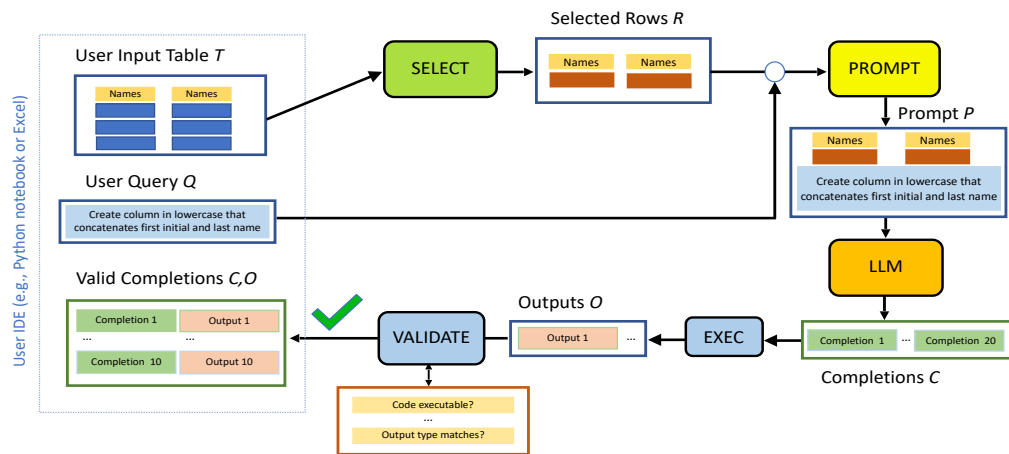 User IDE (e.g., Python notebook or Excel)
User Input Table T
Names Names
SELECT
Selected Rows R
Names Names
PROMPT
Prompt P
Names Names
Create column in lowercase that
concatenates first initial and last name
User Query Q
Create column in lowercase that
concatenates first initial and last name
LLM
Valid Completions C,O
Completion 1 Output 1
... ...
Completion 10 Output 10
VALIDATE
Outputs O
Output 1 ...
EXEC
Completion 1 ... Completion 20
Completions C
Code executable?
...
Output type matches?